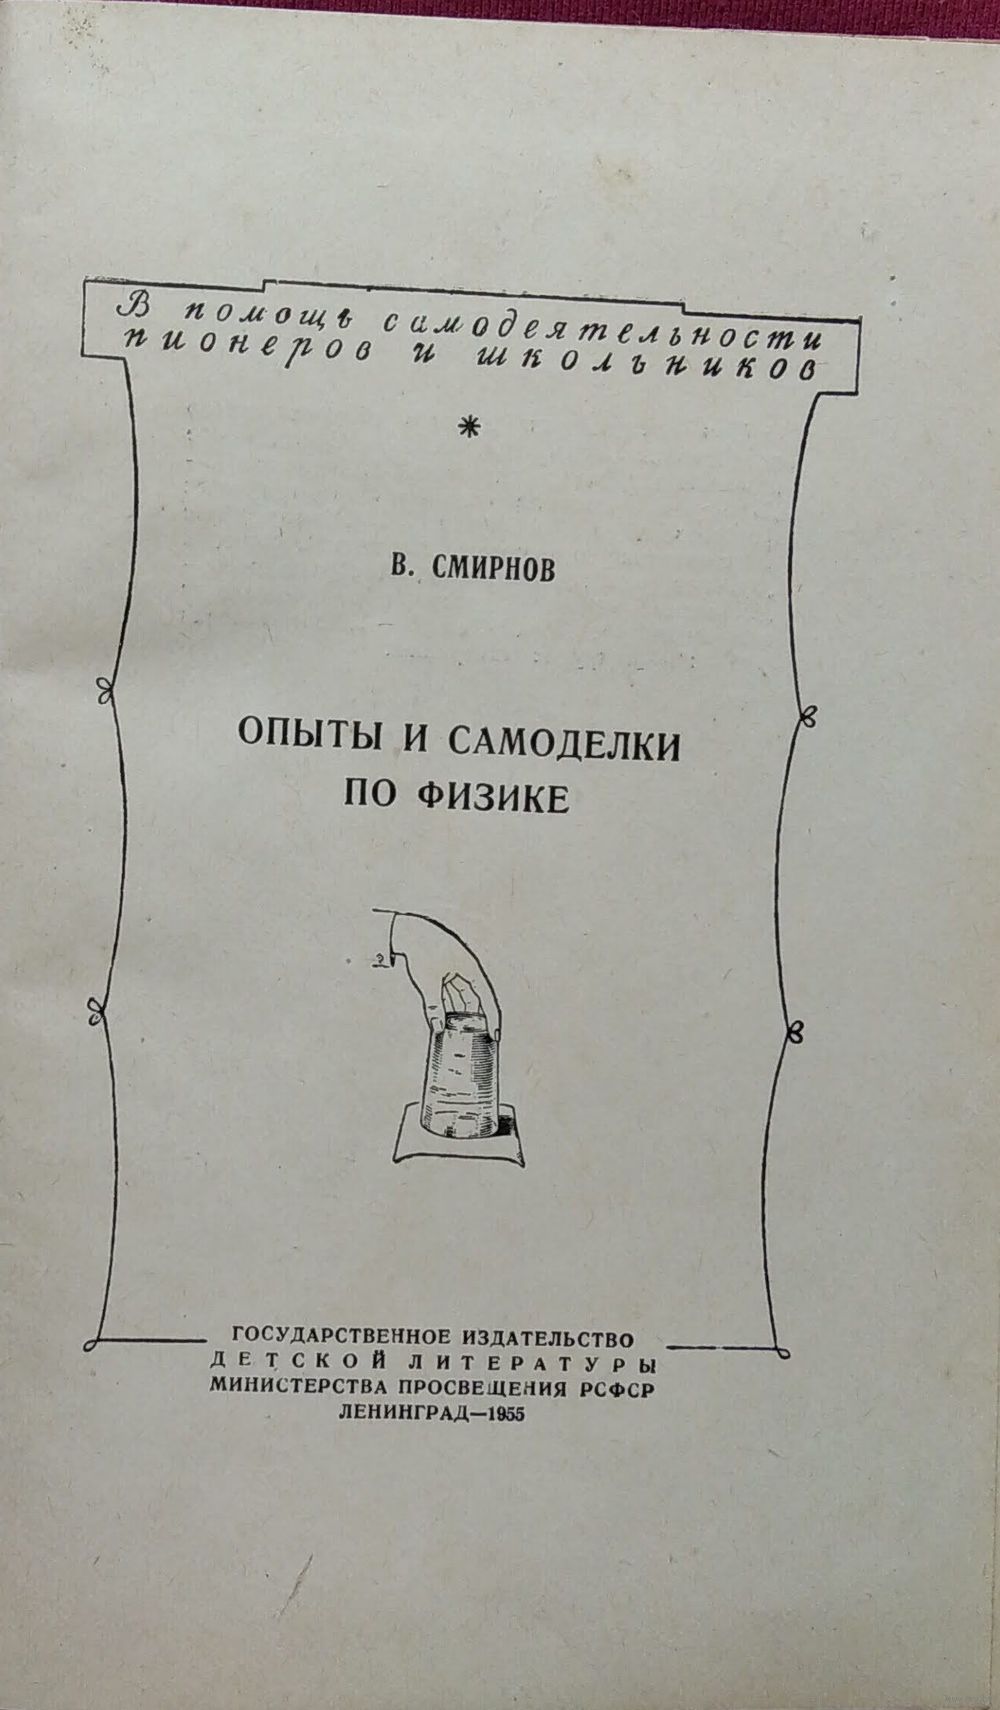 В помощь самодеятельности
пионеров и школьников
В. СМИРНОВ
ОПЫТЫ И САМОДЕЛКИ
ПО ФИЗИКЕ
ГОСУДАРСТВЕННОЕ ИЗДАТЕЛЬСТВО
ДЕТСКОЙ ЛИТЕРАТУРЫ
МИНИСТЕРСТВА ПРОСВЕЩЕНИЯ РСФСР
ЛЕНИНГРАД—1955